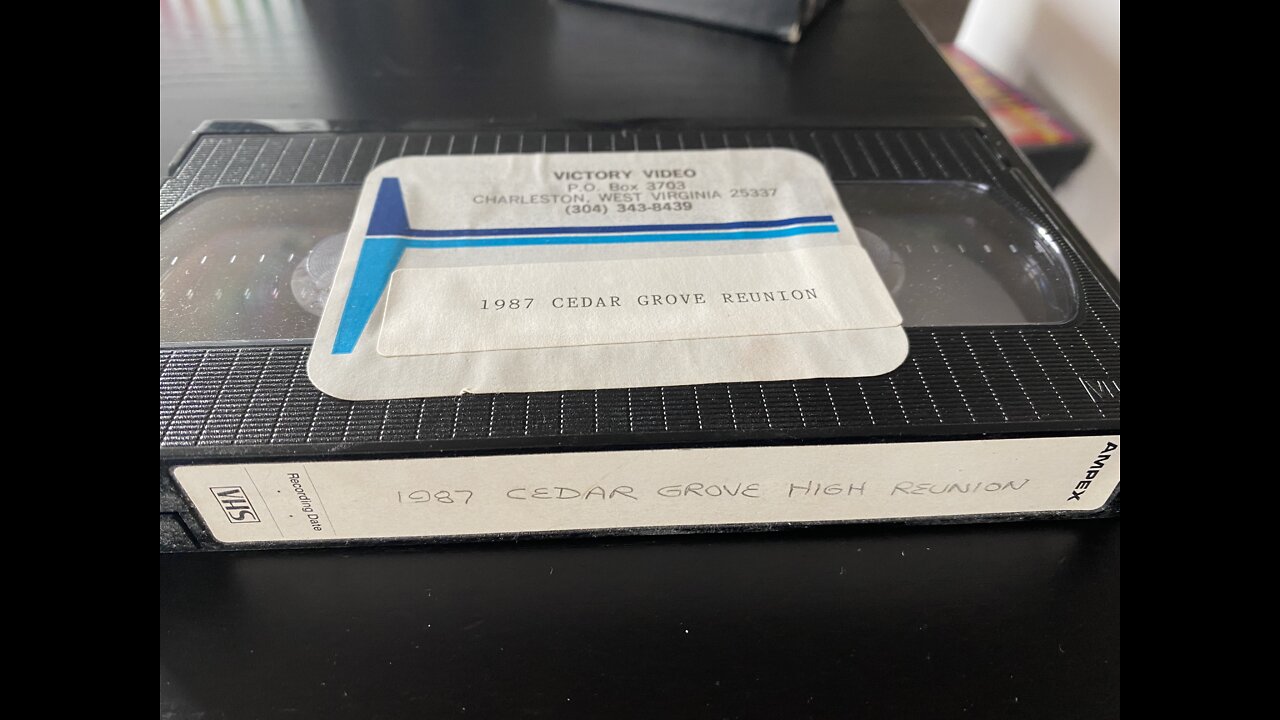 VICTORY VIDEO
P.O. Box 3703
CHARLESTON, WEST VIRGINIA 25337
(304) 343-8439
1987 CEDAR GROVE REUNION
VHS
Recording Date
1987 CEDAR GROVE HIGH REUNION
AMPEX